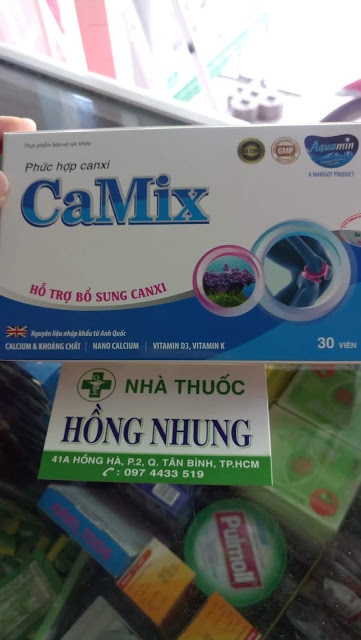 Thực phẩm bảo vệ sức khỏe
Phức hợp canxi
CaMix
GMP
Aquamin
A MARIGOT PRODUCT
HỖ TRỢ BỔ SUNG CANXI
Nguyên liệu nhập khẩu từ Anh Quốc
CALCIUM & KHOÁNG CHẤT | NANO CALCIUM | VITAMIN D3, VITAMIN K
30 VIÊN
NHÀ THUỐC
HỒNG NHUNG
41A HỒNG HÀ, P.2, Q. TÂN BÌNH, TP.HCM
: 097 4433 519
Pulmoll